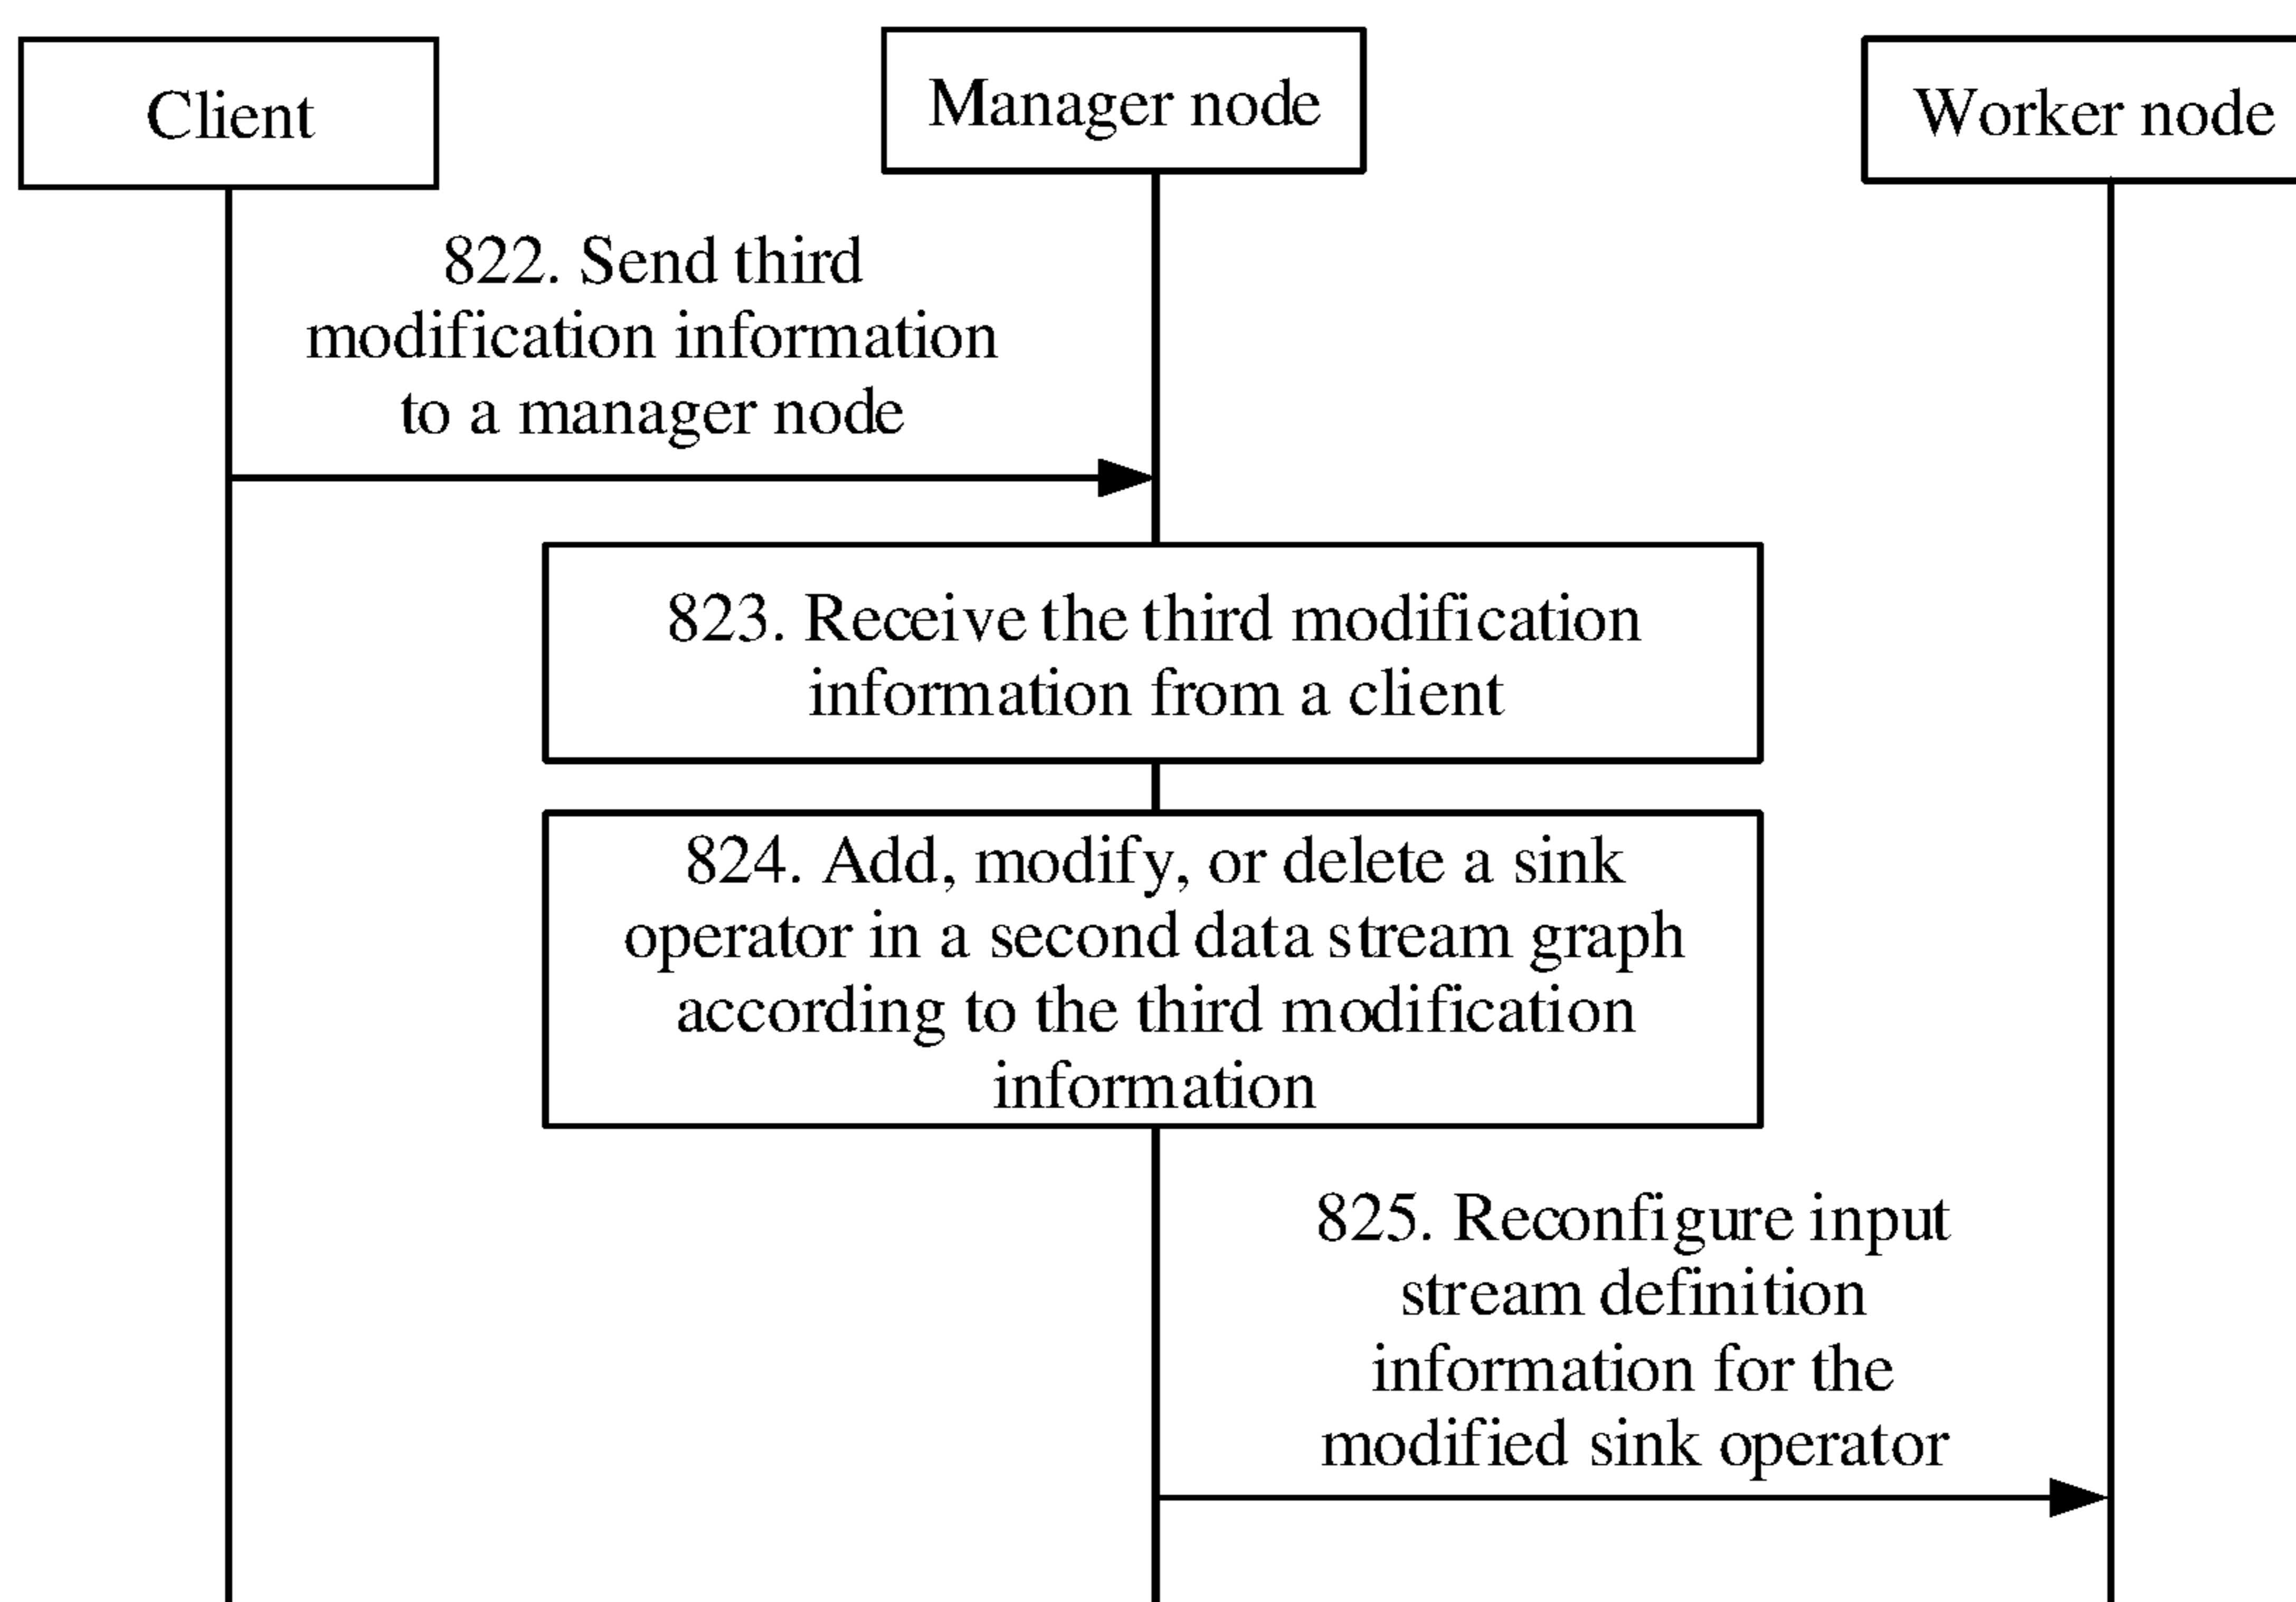 Client
Manager node
Worker node
822. Send third
modification information
to a manager node
823. Receive the third modification
information from a client
824. Add, modify, or delete a sink
operator in a second data stream graph
according to the third modification
information
825. Reconfigure input
stream definition
information for the
modified sink operator